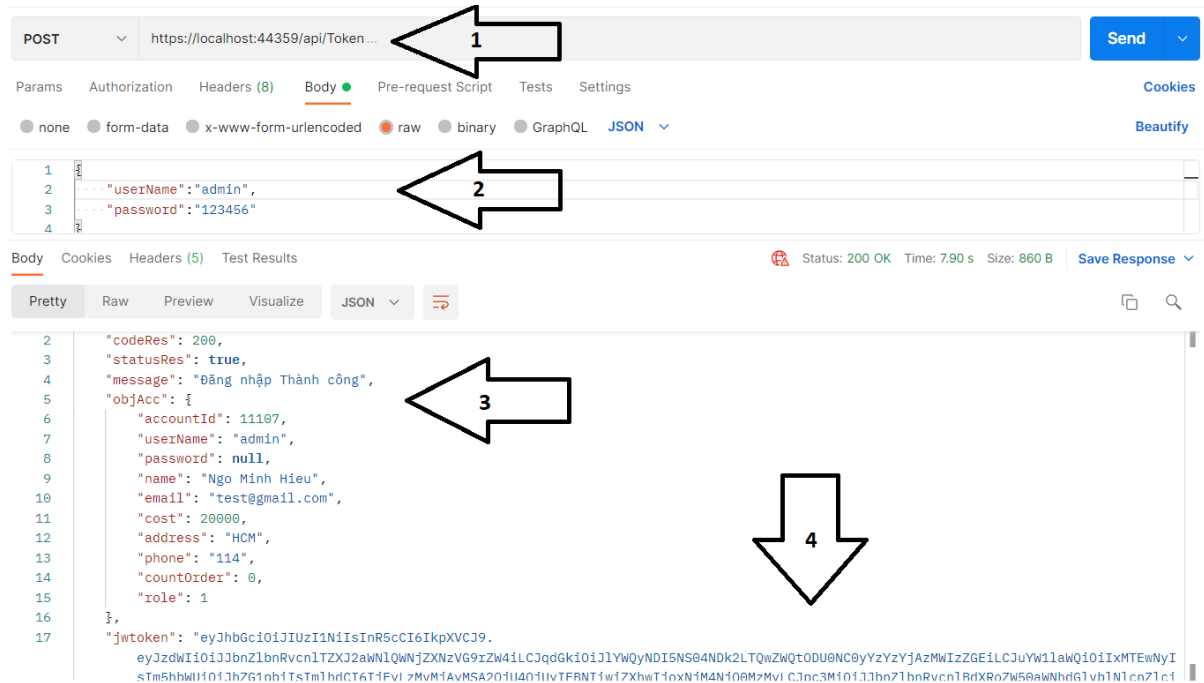 POST https://localhost:44359/api/Token ... 1 Send
Params Authorization Headers (8) Body Pre-request Script Tests Settings Cookies
none form-data x-www-form-urlencoded raw binary GraphQL JSON Beautify
1 {
2 "userName":"admin", 2
3 "password":"123456"
4 }
Body Cookies Headers (5) Test Results Status: 200 OK Time: 7.90 s Size: 860 B Save Response
Pretty Raw Preview Visualize JSON
2 "codeRes": 200,
3 "statusRes": true,
4 "message": "Đăng nhập Thành công",
5 "objAcc": { 3
6 "accountId": 11107,
7 "userName": "admin",
8 "password": null,
9 "name": "Ngo Minh Hieu",
10 "email": "test@gmail.com",
11 "cost": 20000,
12 "address": "HCM", 4
13 "phone": "114",
14 "countOrder": 0,
15 "role": 1
16 },
17 "jwtoken": "eyJhbGciOiJIUzI1NiIsInR5cCI6IkpXVCJ9.